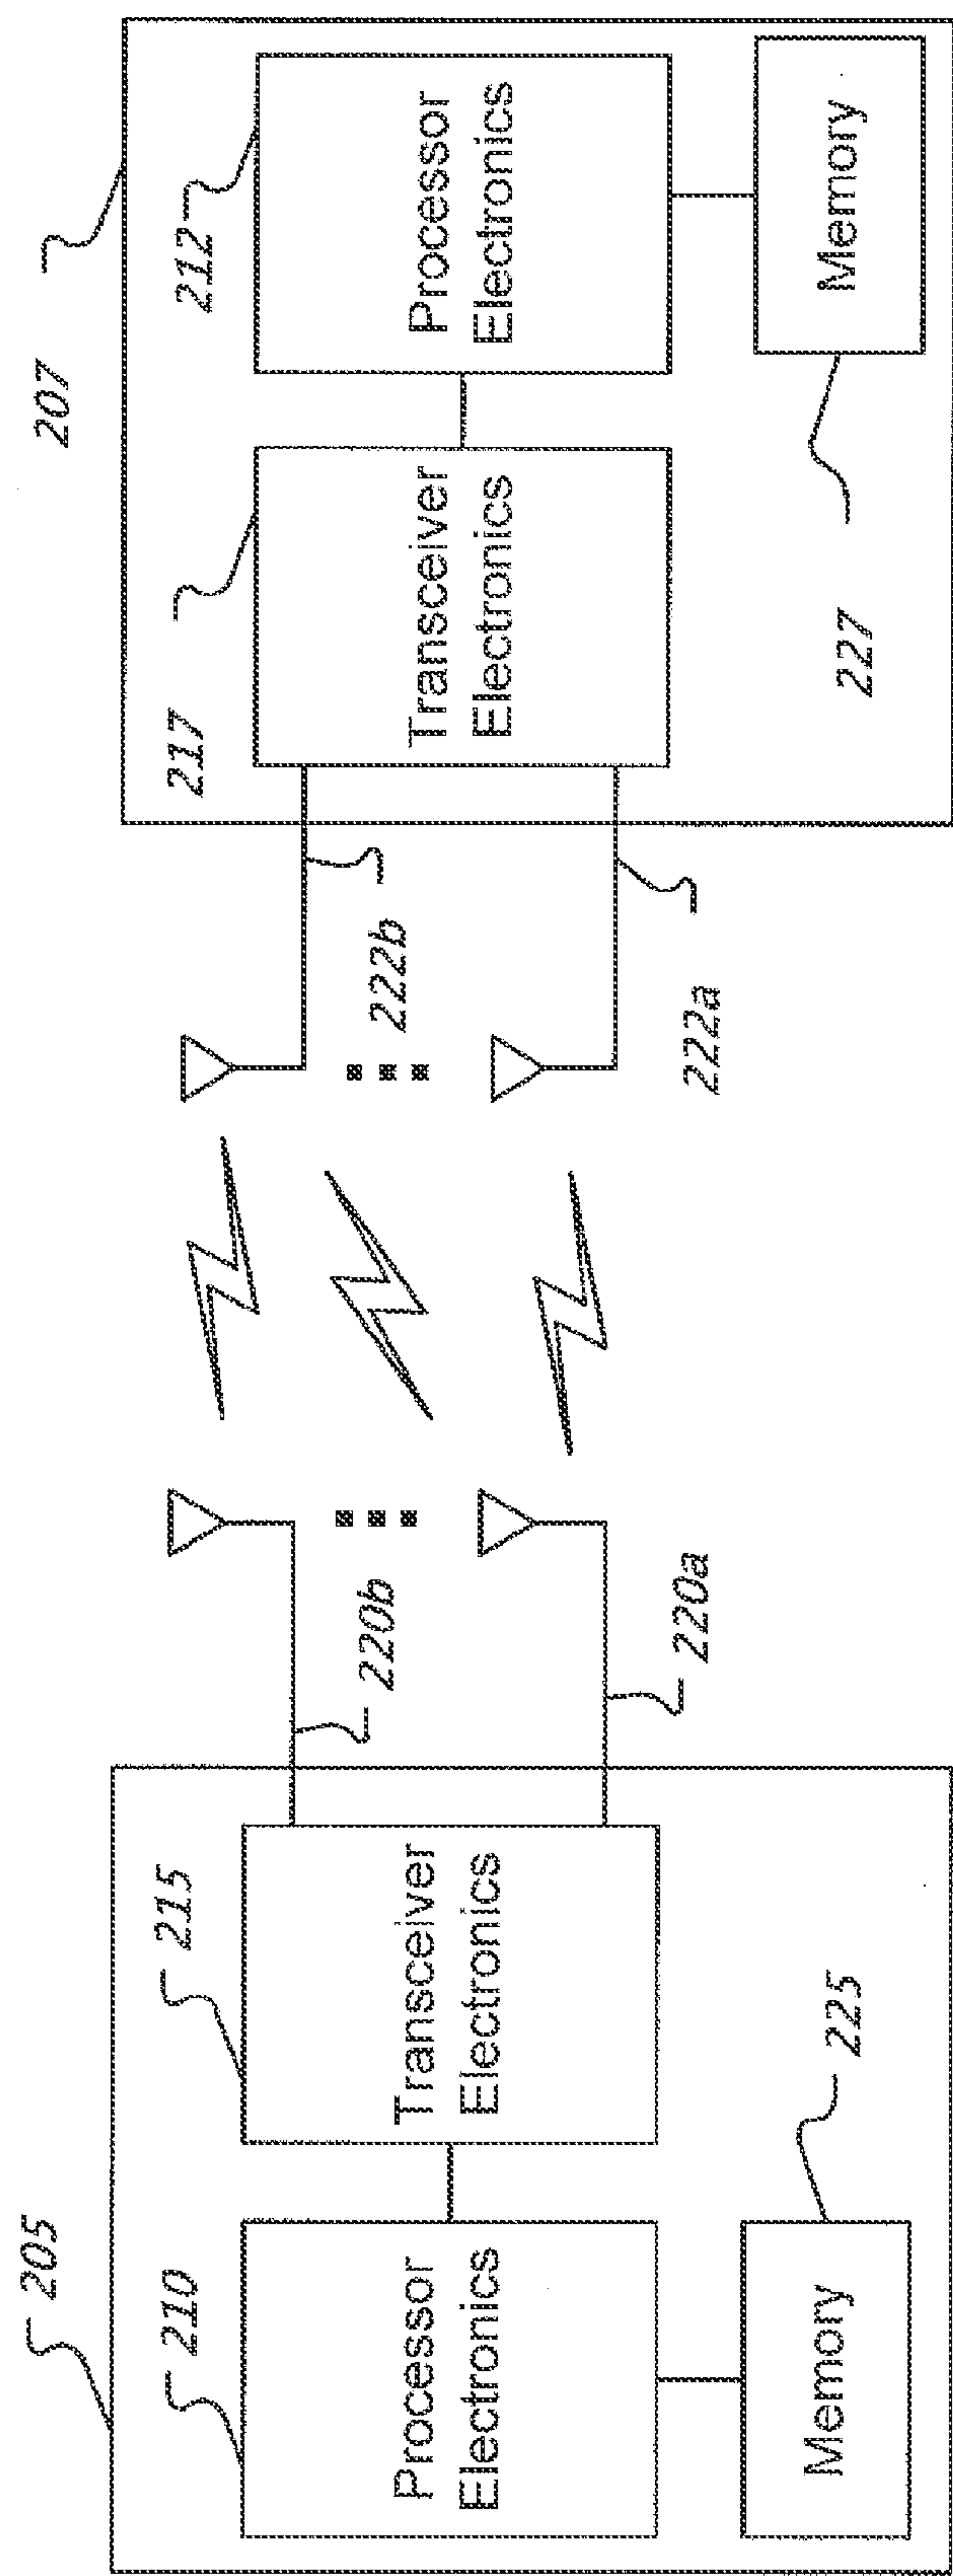 205
210
Processor
Electronics
215
Transceiver
Electronics
Memory
225
220b
220a
222b
222a
207
217
Transceiver
Electronics
212
Processor
Electronics
227
Memory